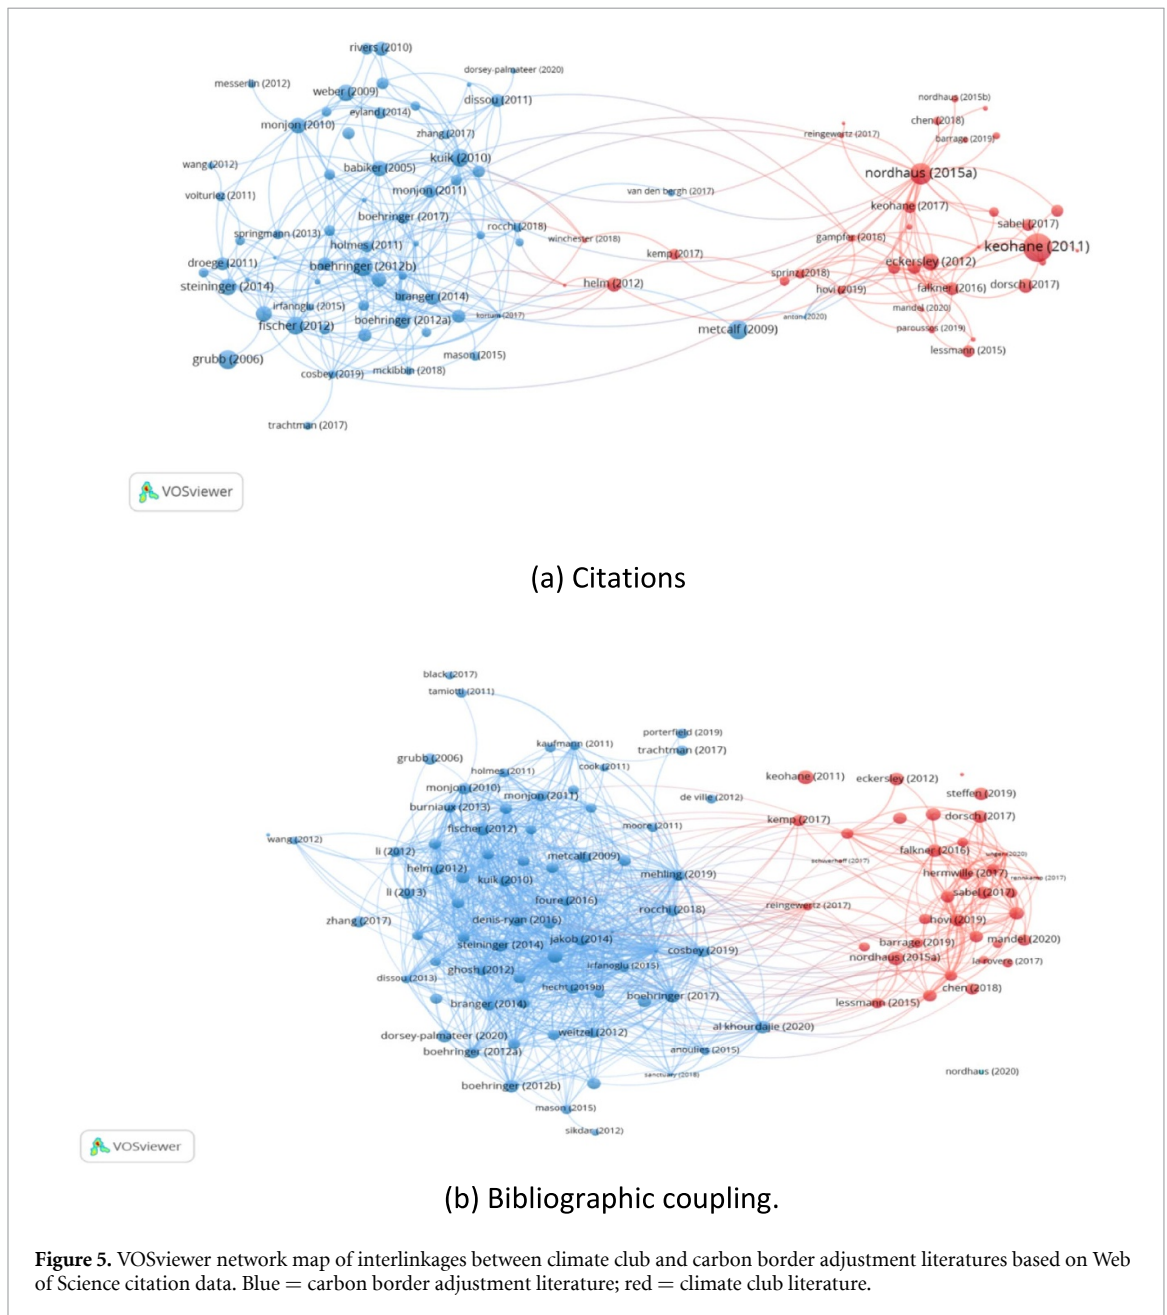 rivers (2010)
dorsey-palmateer (2020)
messerlin (2012)
weber (2009)
dissou (2011)
nordhaus (2015b)
eyland (2014)
chen (2018)
monjon (2010)
zhang (2017)
reingewertz (2017)
barrage (2019)
kuik (2010)
wang (2012)
babiker (2005)
nordhaus (2015a)
monjon (2011)
van den bergh (2017)
voituriez (2011)
keohane (2017)
boehringer (2017)
rocchi (2018)
sabel (2017)
springmann (2013)
winchester (2018)
gampfer (2016)
holmes (2011)
keohane (2011)
kemp (2017)
droege (2011)
boehringer (2012b)
eckersley (2012)
sprinz (2018)
steininger (2014)
helm (2012)
hovi (2019)
falkner (2016)
dorsch (2017)
branger (2014)
irfanoglu (2015)
mandel (2020)
fischer (2012)
boehringer (2012a)
metcalf (2009)
paroussos (2019)
lessmann (2015)
grubb (2006)
mason (2015)
cosbey (2019)
mckibbin (2018)
trachtman (2017)
VOSviewer
(a) Citations
black (2017)
tamiotti (2011)
porterfield (2019)
kaufmann (2011)
trachtman (2017)
grubb (2006)
cook (2011)
holmes (2011)
keohane (2011)
eckersley (2012)
monjon (2010)
monjon (2011)
de ville (2012)
steffen (2019)
burniaux (2013)
kemp (2017)
dorsch (2017)
fischer (2012)
moore (2011)
wang (2012)
li (2012)
metcalf (2009)
falkner (2016)
helm (2012)
mehling (2019)
hermwille (2017)
kuik (2010)
li (2013)
sabel (2017)
foure (2016)
rocchi (2018)
reingewertz (2017)
zhang (2017)
denis-ryan (2016)
hovi (2019)
steininger (2014)
jakob (2014)
cosbey (2019)
barrage (2019)
mandel (2020)
nordhaus (2015a)
la rovere (2017)
ghosh (2012)
irfanoglu (2015)
dissou (2013)
hecht (2019b)
boehringer (2017)
chen (2018)
branger (2014)
lessmann (2015)
al khourdajie (2020)
dorsey-palmateer (2020)
weitzel (2012)
boehringer (2012a)
anoulies (2015)
sanctuary (2018)
nordhaus (2020)
boehringer (2012b)
mason (2015)
sikdar (2012)
VOSviewer
(b) Bibliographic coupling.
Figure 5. VOSviewer network map of interlinkages between climate club and carbon border adjustment literatures based on Web
of Science citation data. Blue = carbon border adjustment literature; red = climate club literature.